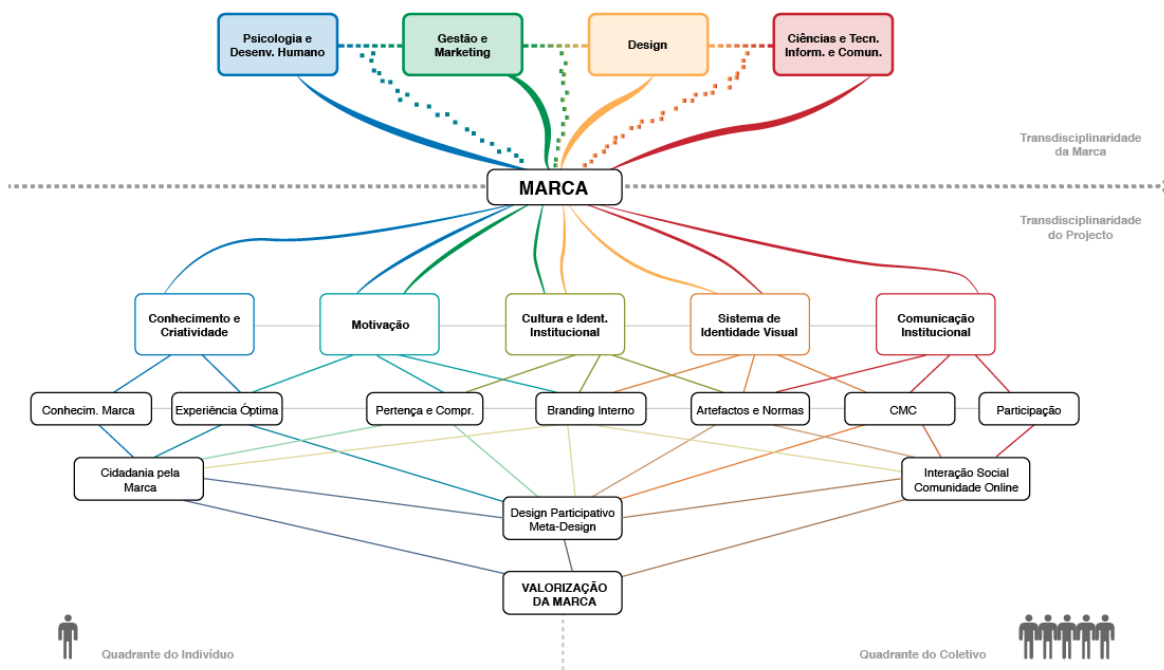 Psicologia e
Desenv. Humano
Gestão e
Marketing
Design
Ciências e Tecn.
Inform. e Comun.
Transdisciplinaridade
da Marca
MARCA
Transdisciplinaridade
do Projecto
Conhecimento e
Criatividade
Motivação
Cultura e Ident.
Institucional
Sistema de
Identidade Visual
Comunicação
Institucional
Conhecim. Marca
Experiência Óptima
Pertença e Compr.
Branding Interno
Artefactos e Normas
CMC
Participação
Cidadania pela
Marca
Interação Social
Comunidade Online
Design Participativo
Meta-Design
VALORIZAÇÃO
DA MARCA
Quadrante do Indivíduo
Quadrante do Coletivo